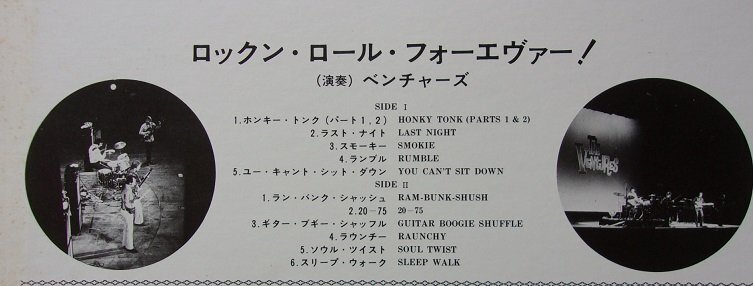 ロックン・ロール・フォーエヴァー!
(演奏) ベンチャーズ
SIDE I
1.ホンキー・トンク (パート1,2) HONKY TONK (PARTS 1 & 2)
2.ラスト・ナイト LAST NIGHT
3.スモーキー SMOKIE
4.ランブル RUMBLE
5.ユー・キャント・シット・ダウン YOU CAN'T SIT DOWN
SIDE II
1.ラン・バンク・シャッシュ RAM-BUNK-SHUSH
2.20-75 20-75
3.ギター・ブギー・シャッフル GUITAR BOOGIE SHUFFLE
4.ラウンチー RAUNCHY
5.ソウル・ツイスト SOUL TWIST
6.スリープ・ウォーク SLEEP WALK
The
VENTURES